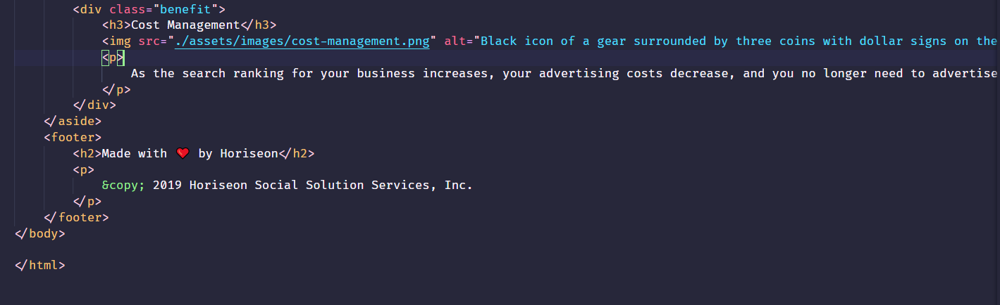 <div class="benefit">
<h3>Cost Management</h3>
<img src="./assets/images/cost-management.png" alt="Black icon of a gear surrounded by three coins with dollar signs on the
<p>
As the search ranking for your business increases, your advertising costs decrease, and you no longer need to advertise
</p>
</div>
</aside>
<footer>
<h2>Made with ❤️ by Horiseon</h2>
<p>
&copy; 2019 Horiseon Social Solution Services, Inc.
</p>
</footer>
</body>
</html>